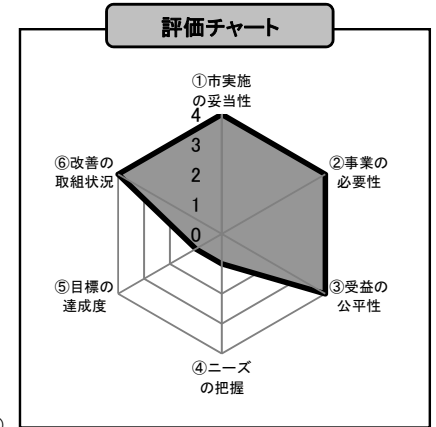 評価チャート
①市実施
の妥当性
4
3
2
1
0
②事業の
必要性
③受益の
公平性
④ニーズ
の把握
⑤目標の
達成度
⑥改善の
取組状況